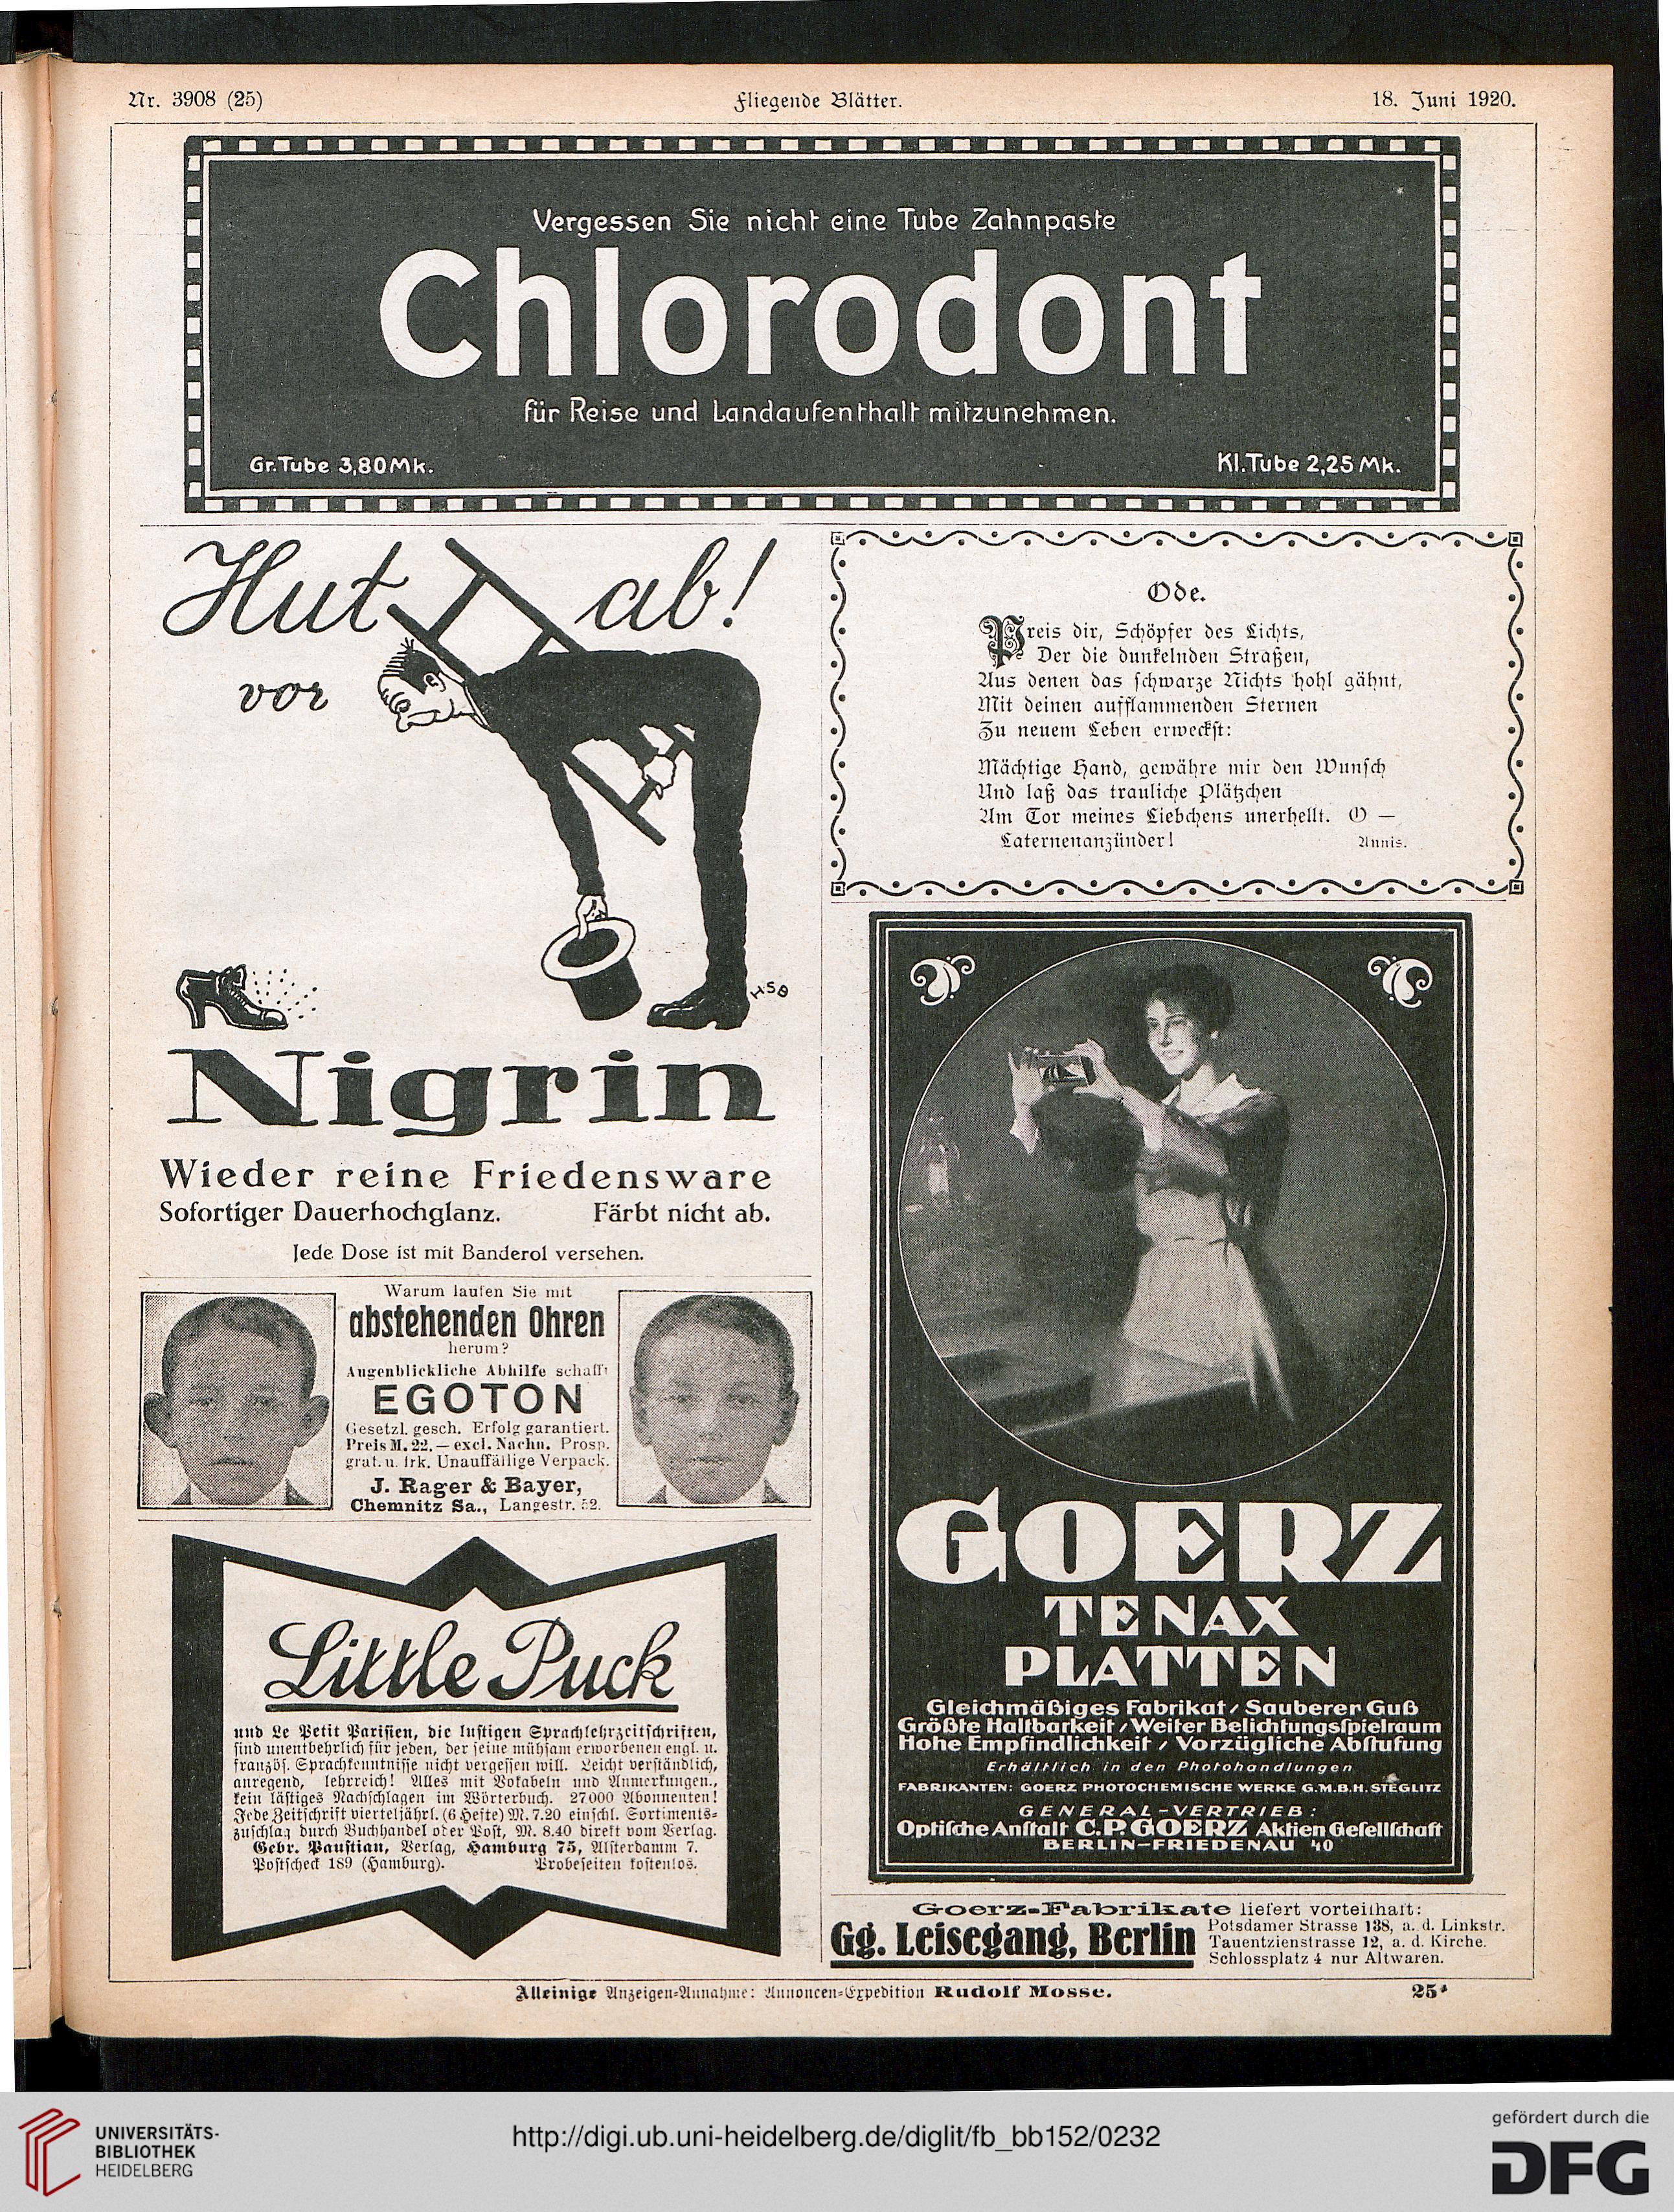 Nr. 3908 (25)
Fliegende Blätter.
18. Juni 1920.
Vergessen Sie nicht eine Tube Zahnpaste
Chlorodont
für Reise und Landaufenthalt mitzunehmen.
Gr. Tube 3,80 Mk.
Kl. Tube 2,25 Mk.
Hut ab!
vor
HSB
Nigrin
Wieder reine Friedensware
Sofortiger Dauerhochglanz. Färbt nicht ab.
Jede Dose ist mit Banderol versehen.
Warum laufen Sie mit
abstehenden Ohren
herum?
Augenblickliche Abhilfe schafft
EGOTON
Gesetzl. gesch. Erfolg garantiert.
Preis M. 22.— excl. Nachn. Prosp.
grat. u. frk. Unauffällige Verpack.
J. Rager & Bayer,
Chemnitz Sa., Langestr. 52.
Little Puck
und Le Petit Parisien, die lustigen Sprachlehrzeitschriften,
sind unentbehrlich für jeden, der seine mühsam erworbenen engl. u.
französ. Sprachkenntnisse nicht vergessen will. Leicht verständlich,
anregend, lehrreich! Alles mit Vokabeln und Anmerkungen.,
kein lästiges Nachschlagen im Wörterbuch. 27000 Abonnenten!
Jede Zeitschrift vierteljährl. (6 Hefte) M. 7.20 einschl. Sortiments-
zuschlag durch Buchhandel oder Post, M. 8.40 direkt vom Verlag.
Gebr. Paustian, Verlag, Hamburg 75, Alsterdamm 7.
Postscheck 189 (Hamburg). Probeseiten kostenlos.
Ode.
Preis dir, Schöpfer des Lichts,
Der die dunkelnden Straßen,
Aus denen das schwarze Nichts hohl gähnt,
Mit deinen aufflammenden Sternen
Zu neuem Leben erweckst:
Mächtige Hand, gewähre mir den Wunsch
Und laß das trauliche Plätzchen
Am Tor meines Liebchens unerhellt. O —
Laternenanzünder!
Annis.
GOERZ
TENAX
PLATTEN
Gleichmäßiges Fabrikat / Sauberer Guß
Größte Haltbarkeit / Weiter Belichtungsspielraum
Hohe Empfindlichkeit / Vorzügliche Abstufung
Erhältlich in den Photohandlungen
FABRIKANTEN: GOERZ PHOTOCHEMISCHE WERKE G.M.B.H. STEGLITZ
GENERAL-VERTRIEB:
Optische Anstalt C.P. GOERZ Aktien Gesellschaft
BERLIN-FRIEDENAU 40
Goerz-Fabrikate liefert vorteilhaft:
Gg. Leisegang, Berlin
Potsdamer Strasse 138, a. d. Linkstr.
Tauentzienstrasse 12, a. d. Kirche.
Schlossplatz 4 nur Altwaren.
Alleinige Anzeigen-Annahme: Annoncen-Expedition Rudolf Mosse.
25*
UNIVERSITÄTS-
BIBLIOTHEK
HEIDELBERG
http://digi.ub.uni-heidelberg.de/diglit/fb_bb152/0232
gefördert durch die
DFG